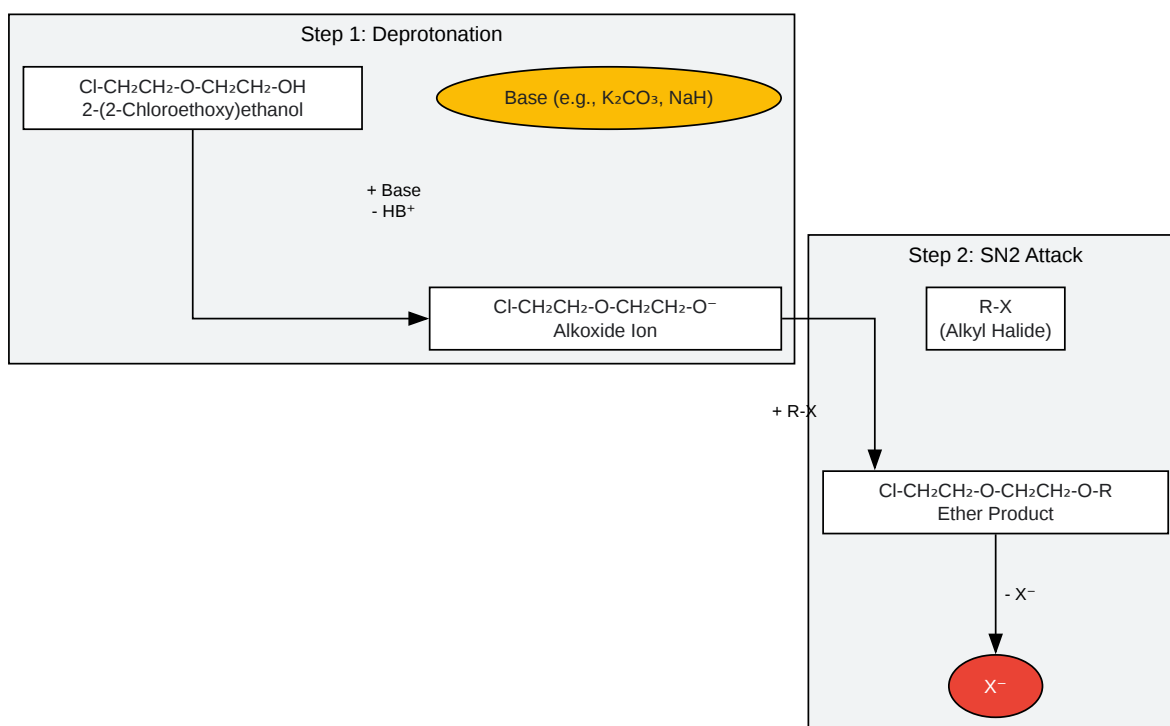 Step 1: Deprotonation
Cl-CH₂CH₂-O-CH₂CH₂-OH
2-(2-Chloroethoxy)ethanol
Base (e.g., K₂CO₃, NaH)
+ Base
- HB⁺
Cl-CH₂CH₂-O-CH₂CH₂-O⁻
Alkoxide Ion
Step 2: SN2 Attack
R-X
(Alkyl Halide)
+ R-X
Cl-CH₂CH₂-O-CH₂CH₂-O-R
Ether Product
- X⁻
X⁻